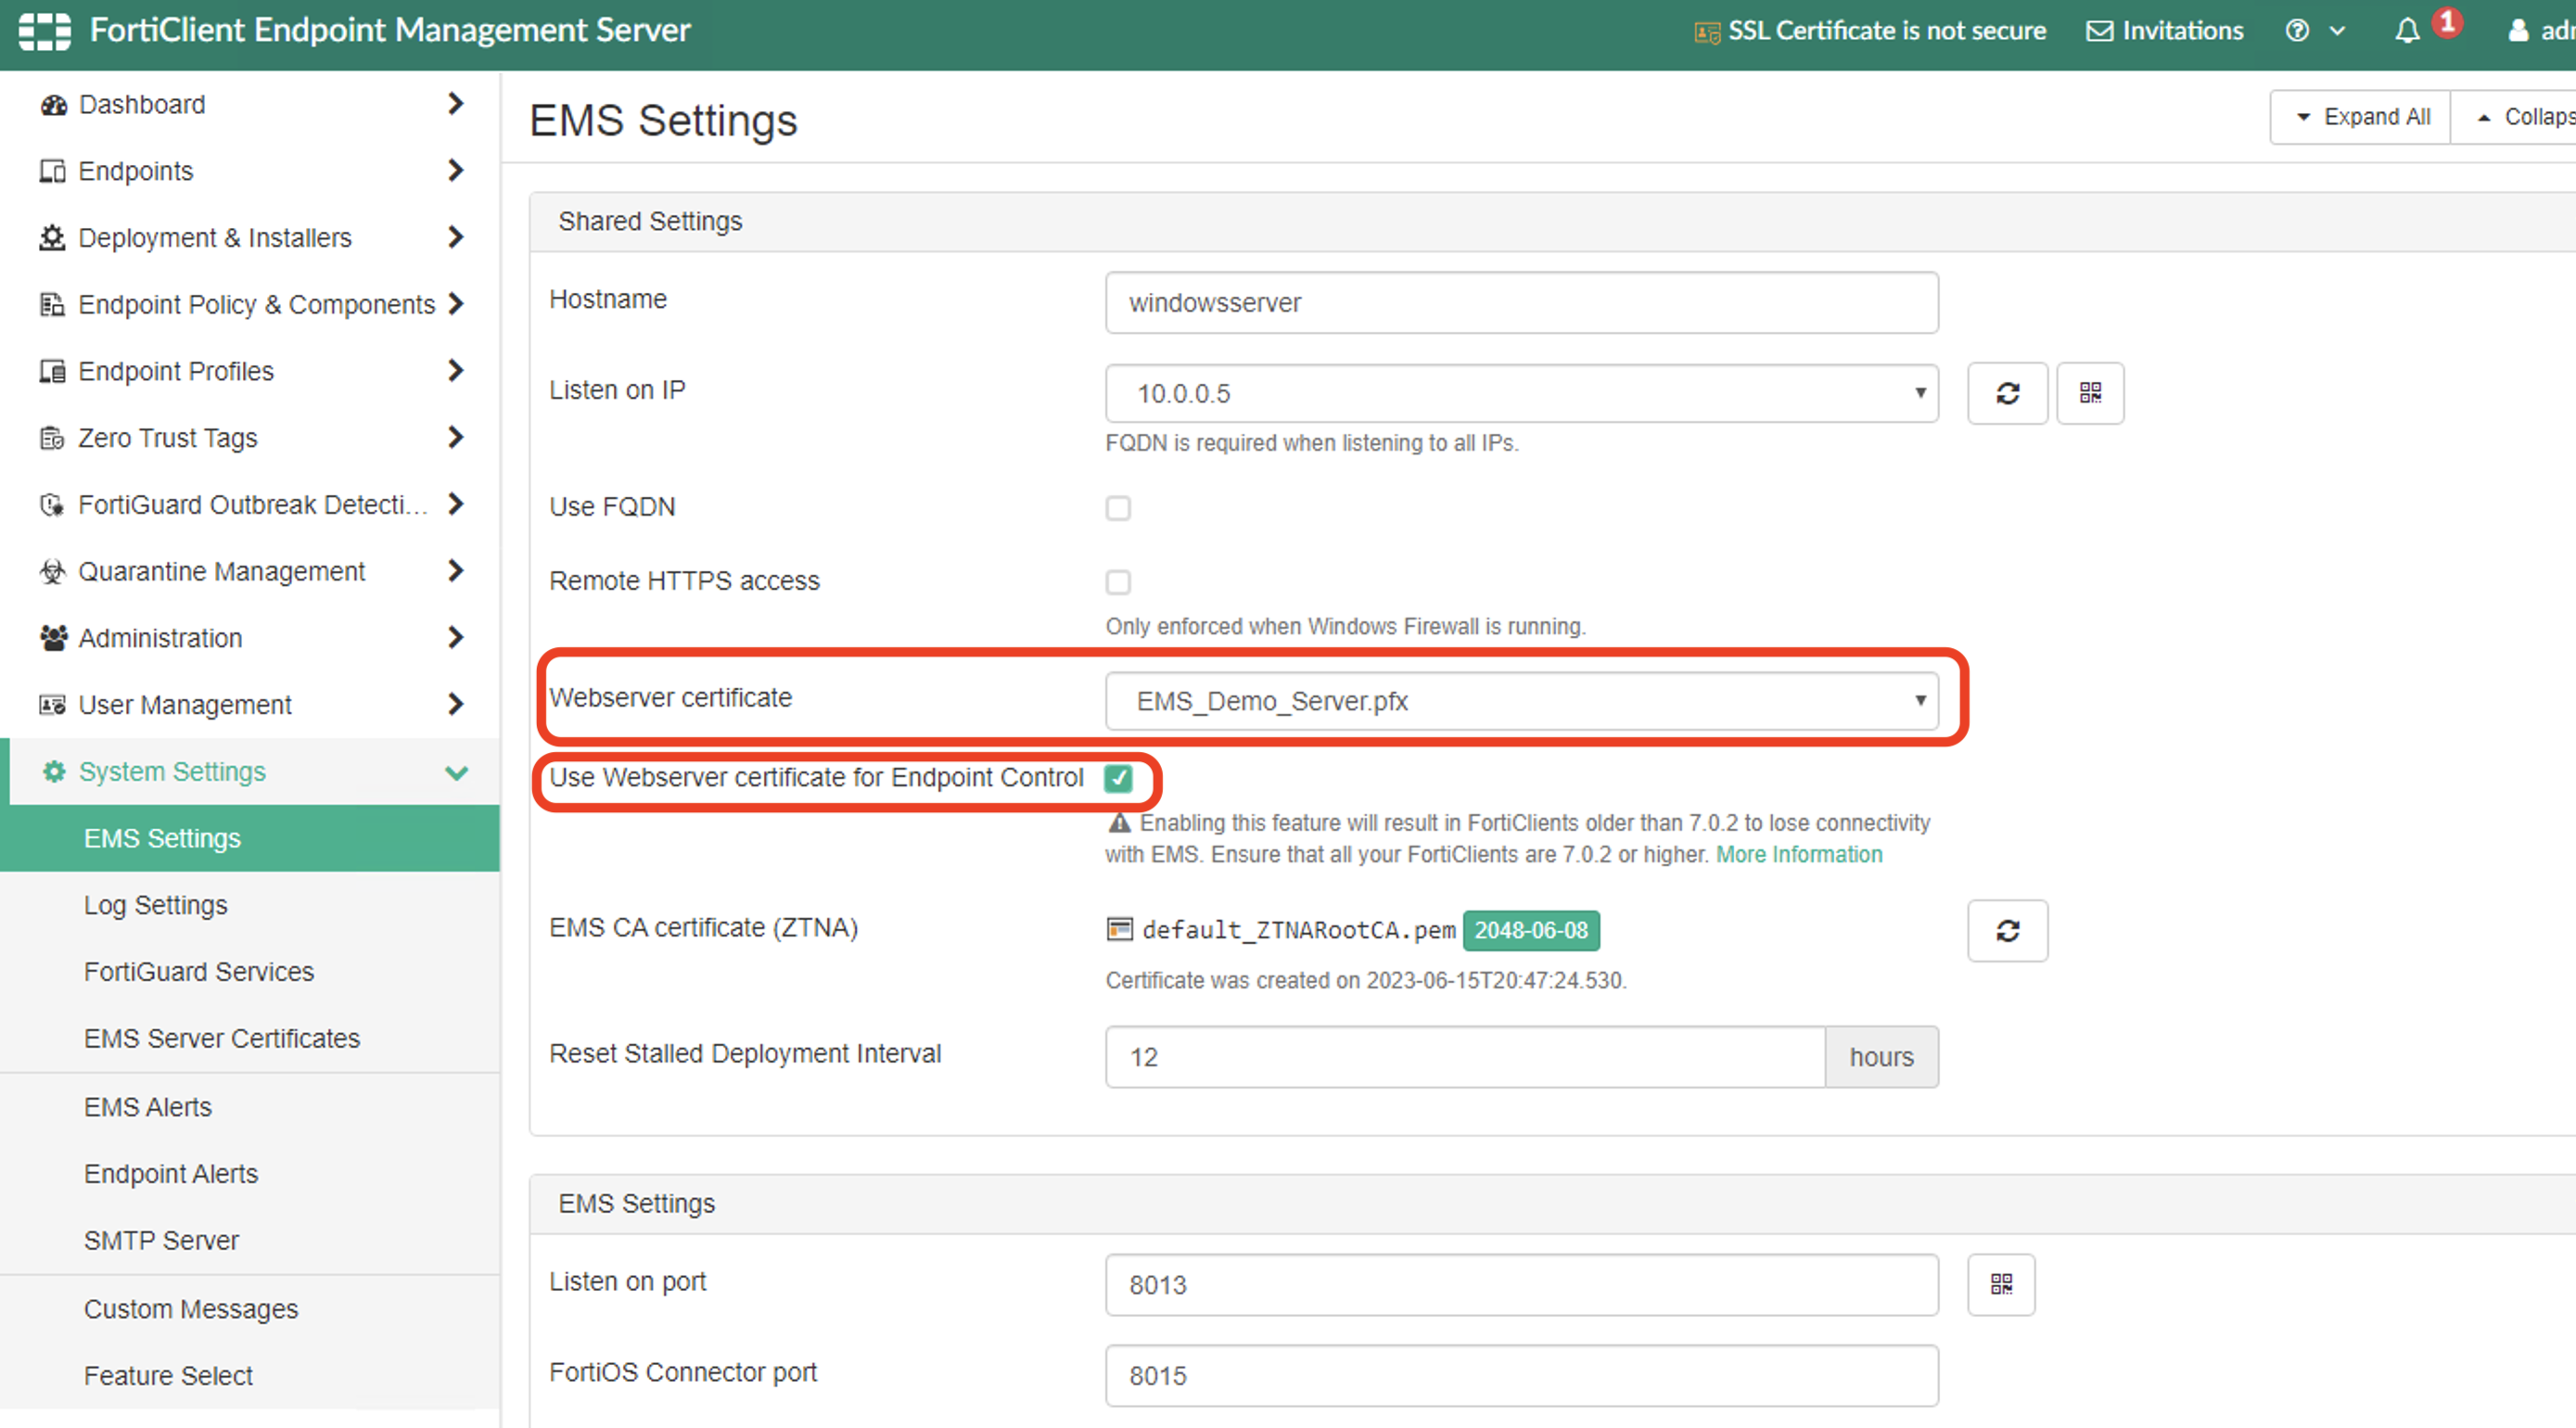 FortiClient Endpoint Management Server
SSL Certificate is not secure
Invitations
1
adm
Dashboard
Endpoints
Deployment & Installers
Endpoint Policy & Components
Endpoint Profiles
Zero Trust Tags
FortiGuard Outbreak Detecti...
Quarantine Management
Administration
User Management
System Settings
EMS Settings
Log Settings
FortiGuard Services
EMS Server Certificates
EMS Alerts
Endpoint Alerts
SMTP Server
Custom Messages
Feature Select
EMS Settings
Expand All
Collaps
Shared Settings
Hostname
windowsserver
Listen on IP
10.0.0.5
FQDN is required when listening to all IPs.
Use FQDN
Remote HTTPS access
Only enforced when Windows Firewall is running.
Webserver certificate
EMS_Demo_Server.pfx
Use Webserver certificate for Endpoint Control
Enabling this feature will result in FortiClients older than 7.0.2 to lose connectivity
with EMS. Ensure that all your FortiClients are 7.0.2 or higher. More Information
EMS CA certificate (ZTNA)
default_ZTNARootCA.pem 2048-06-08
Certificate was created on 2023-06-15T20:47:24.530.
Reset Stalled Deployment Interval
12
hours
EMS Settings
Listen on port
8013
FortiOS Connector port
8015